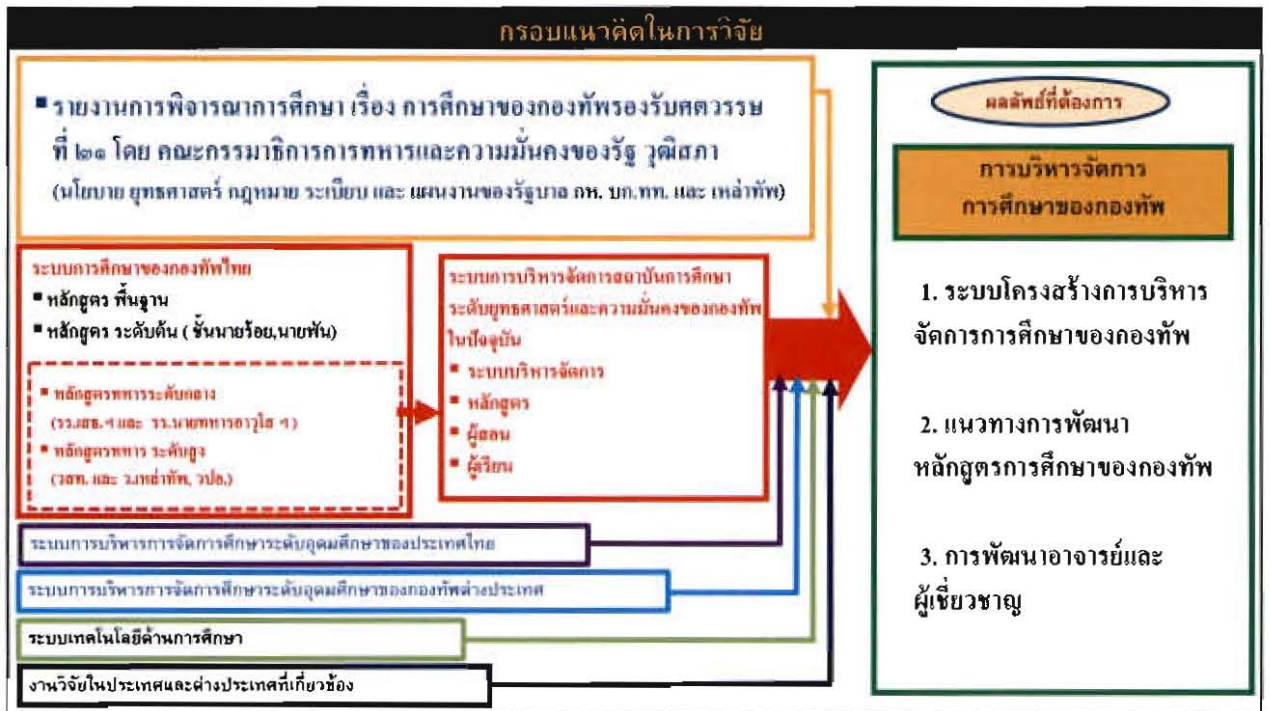 กรอบแนวคิดในการวิจัย
▪ รายงานการพิจารณาการศึกษา เรื่อง การศึกษาของกองทัพรองรับศตวรรษ
ที่ ๒๑ โดย คณะกรรมาธิการการทหารและความมั่นคงของรัฐ วุฒิสภา
(นโยบาย ยุทธศาสตร์ กฎหมาย ระเบียบ และ แผนงานของรัฐบาล กห. บก.ทท. และ เหล่าทัพ)
ระบบการศึกษาของกองทัพไทย
▪ หลักสูตร พื้นฐาน
▪ หลักสูตร ระดับต้น ( ชั้นนายร้อย,นายพัน)
▪ หลักสูตรทหารระดับกลาง
(รร.เสธ.ฯ และ รร.นายทหารอาวุโส ฯ )
▪ หลักสูตรทหาร ระดับสูง
(วสท. และ ว.เหล่าทัพ, วปอ.)
ระบบการบริหารจัดการสถาบันการศึกษา
ระดับยุทธศาสตร์และความมั่นคงของกองทัพ
ในปัจจุบัน
▪ ระบบบริหารจัดการ
▪ หลักสูตร
▪ ผู้สอน
▪ ผู้เรียน
ระบบการบริหารการจัดการศึกษาระดับอุดมศึกษาของประเทศไทย
ระบบการบริหารการจัดการศึกษาระดับอุดมศึกษาของกองทัพต่างประเทศ
ระบบเทคโนโลยีด้านการศึกษา
งานวิจัยในประเทศและต่างประเทศที่เกี่ยวข้อง
ผลลัพธ์ที่ต้องการ
การบริหารจัดการ
การศึกษาของกองทัพ
1. ระบบโครงสร้างการบริหาร
จัดการการศึกษาของกองทัพ
2. แนวทางการพัฒนา
หลักสูตรการศึกษาของกองทัพ
3. การพัฒนาอาจารย์และ
ผู้เชี่ยวชาญ